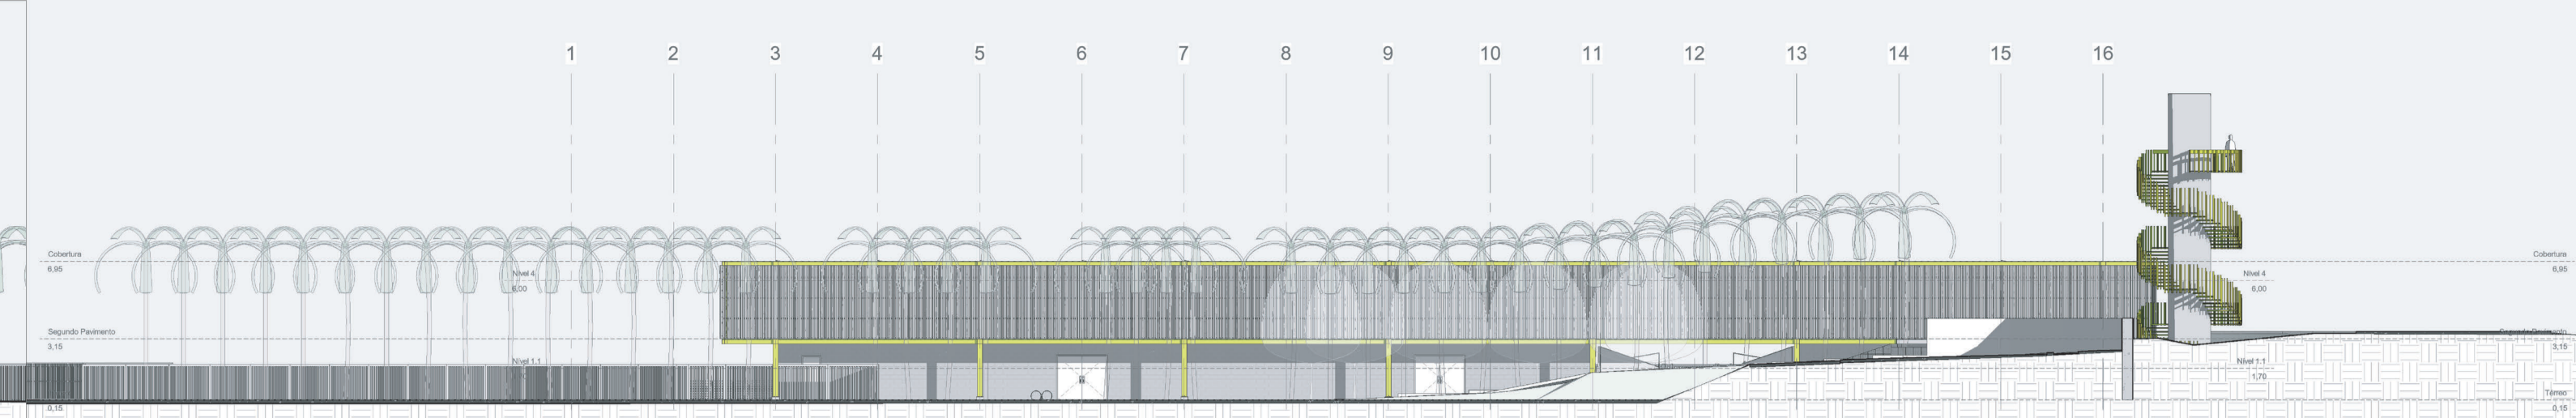 1 2 3 4 5 6 7 8 9 10 11 12 13 14 15 16
Cobertura
6,95
Nível 4
6,00
Segundo Pavimento
3,15
Nível 1.1
0,15
Cobertura
6,95
Nível 4
6,00
Segundo Pavimento
3,15
Nível 1.1
1,70
Térreo
0,15